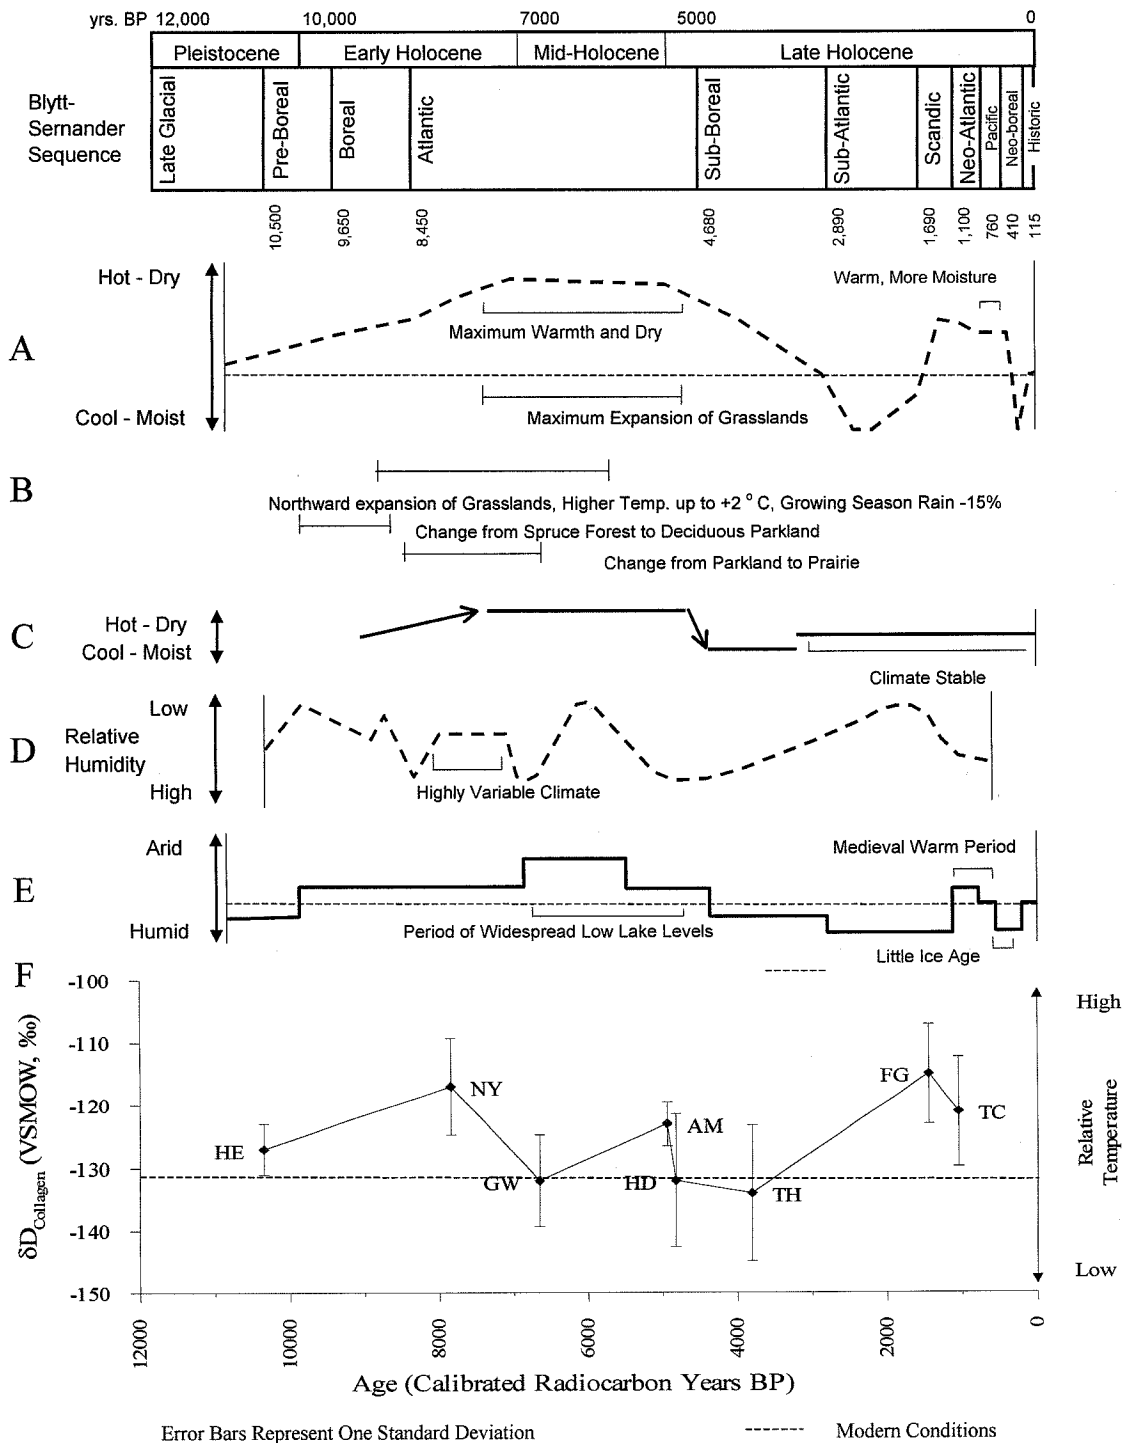 yrs. BP 12,000 10,000 7000 5000 0
Pleistocene Early Holocene Mid-Holocene Late Holocene
Blytt-
Sernander
Sequence
Late Glacial
Pre-Boreal
Boreal
Atlantic
Sub-Boreal
Sub-Atlantic
Scandic
Neo-Atlantic
Pacific
Neo-boreal
Historic
10,500 9,650 8,450 4,680 2,890 1,690 1,100 760 410 115
A
Hot - Dry
Cool - Moist
Warm, More Moisture
Maximum Warmth and Dry
Maximum Expansion of Grasslands
B
Northward expansion of Grasslands, Higher Temp. up to +2 ° C, Growing Season Rain -15%
Change from Spruce Forest to Deciduous Parkland
Change from Parkland to Prairie
C
Hot - Dry
Cool - Moist
Climate Stable
D
Low
Relative
Humidity
High
Highly Variable Climate
E
Arid
Humid
Medieval Warm Period
Period of Widespread Low Lake Levels
Little Ice Age
F
δDCollagen (VSMOW, ‰)
-100
-110
-120
-130
-140
-150
HE
NY
GW
AM
HD
TH
FG
TC
High
Relative
Temperature
Low
12000 10000 8000 6000 4000 2000 0
Age (Calibrated Radiocarbon Years BP)
Error Bars Represent One Standard Deviation
Modern Conditions